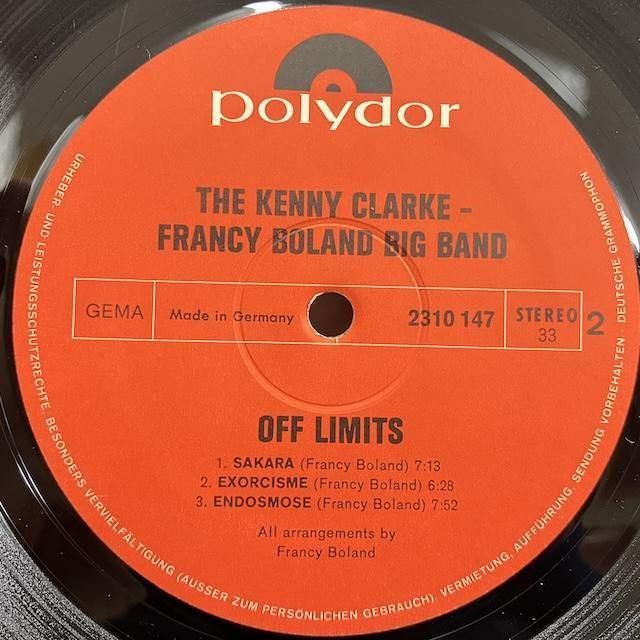 polydor
THE KENNY CLARKE -
FRANCY BOLAND BIG BAND
GEMA
Made in Germany
2310 147
STEREO
33
2
OFF LIMITS
1. SAKARA (Francy Boland) 7:13
2. EXORCISME (Francy Boland) 6:28
3. ENDOSMOSE (Francy Boland) 7:52
All arrangements by
Francy Boland
URHEBER- UND LEISTUNGSSCHUTZRECHTE, BESONDERS VERVIELFÄLTIGUNG (AUSSER ZUM PERSÖNLICHEN GEBRAUCH), VERMIETUNG, AUFFÜHRUNG, SENDUNG VORBEHALTEN · DEUTSCHE GRAMMOPHON